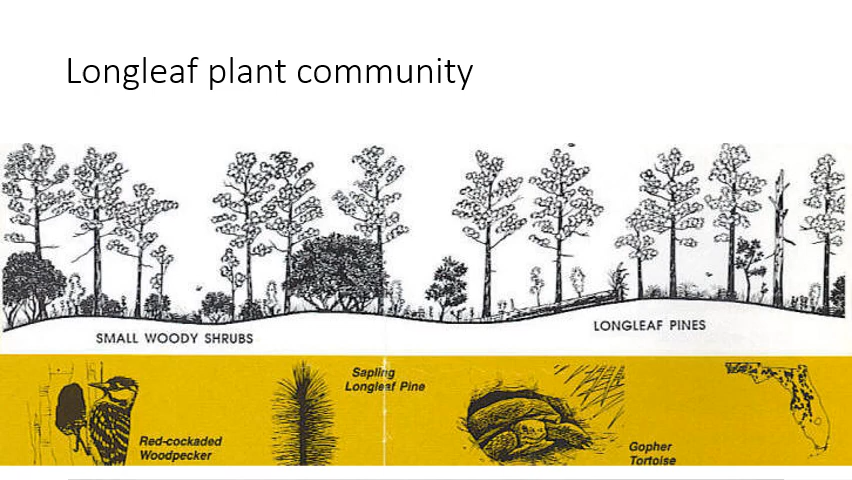 Longleaf plant community
SMALL WOODY SHRUBS
LONGLEAF PINES
Sapling
Longleaf Pine
Red-cockaded
Woodpecker
Gopher
Tortoise